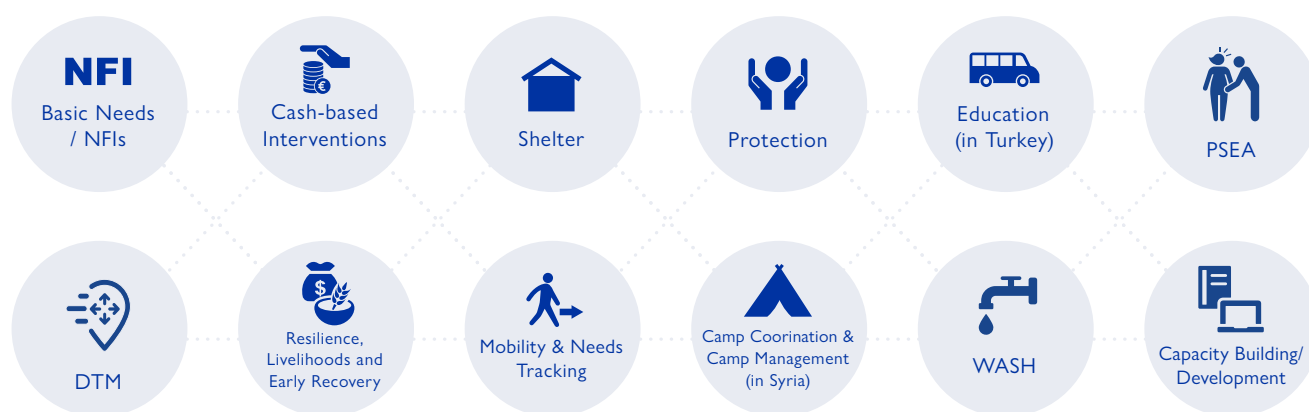 NFI
Basic Needs
/ NFIs
€
Cash-based
Interventions
Shelter
Protection
Education
(in Turkey)
PSEA
DTM
$
Resilience,
Livelihoods and
Early Recovery
Mobility & Needs
Tracking
Camp Coorination &
Camp Management
(in Syria)
WASH
Capacity Building/
Development